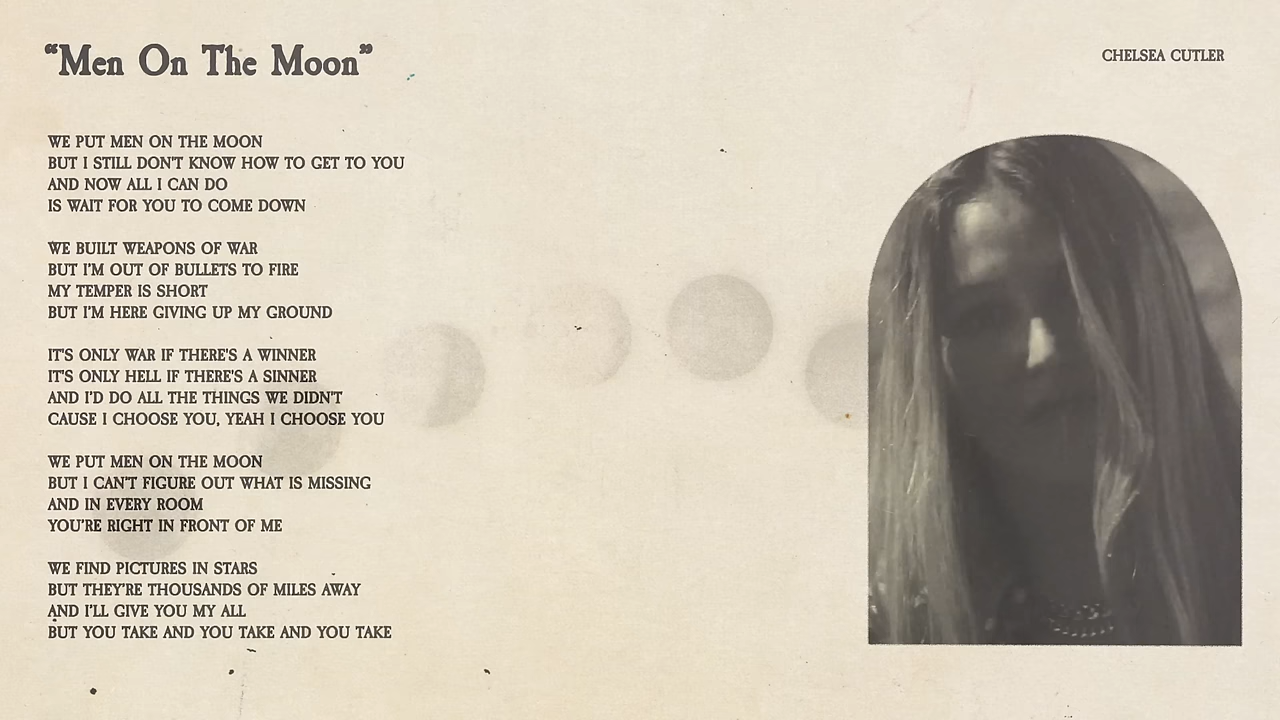 “Men On The Moon”
CHELSEA CUTLER
WE PUT MEN ON THE MOON
BUT I STILL DON'T KNOW HOW TO GET TO YOU
AND NOW ALL I CAN DO
IS WAIT FOR YOU TO COME DOWN
WE BUILT WEAPONS OF WAR
BUT I'M OUT OF BULLETS TO FIRE
MY TEMPER IS SHORT
BUT I'M HERE GIVING UP MY GROUND
IT'S ONLY WAR IF THERE'S A WINNER
IT'S ONLY HELL IF THERE'S A SINNER
AND I'D DO ALL THE THINGS WE DIDN'T
CAUSE I CHOOSE YOU, YEAH I CHOOSE YOU
WE PUT MEN ON THE MOON
BUT I CAN'T FIGURE OUT WHAT IS MISSING
AND IN EVERY ROOM
YOU'RE RIGHT IN FRONT OF ME
WE FIND PICTURES IN STARS
BUT THEY'RE THOUSANDS OF MILES AWAY
AND I'LL GIVE YOU MY ALL
BUT YOU TAKE AND YOU TAKE AND YOU TAKE